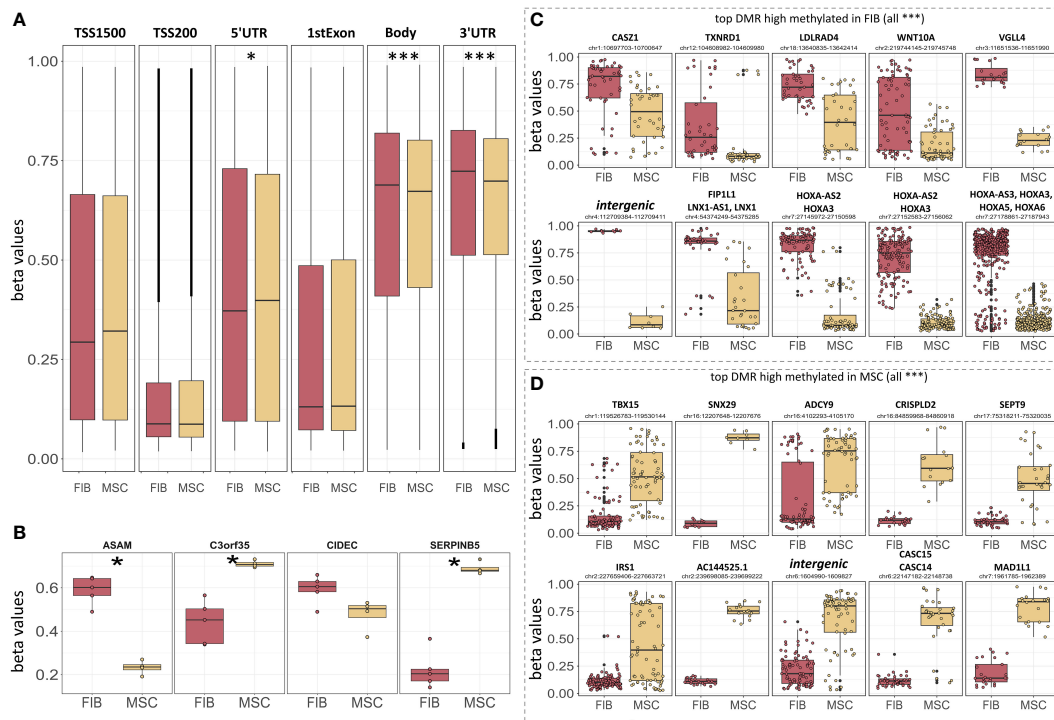 A
TSS1500 TSS200 5'UTR 1stExon Body 3'UTR
* *** ***
beta values
1.00
0.75
0.50
0.25
0.00
FIB MSC FIB MSC FIB MSC FIB MSC FIB MSC FIB MSC
B
ASAM C3orf35 CIDEC SERPINB5
* * *
beta values
0.6
0.4
0.2
FIB MSC FIB MSC FIB MSC FIB MSC
C
top DMR high methylated in FIB (all ***)
CASZ1 TXNRD1 LDLRAD4 WNT10A VGLL4
chr1:10697703-10700647 chr12:104608982-104609980 chr18:13640835-13642414 chr2:219744145-219745748 chr3:11651536-11651990
beta values
1.00
0.75
0.50
0.25
0.00
intergenic FIP1L1 HOXA-AS2 HOXA-AS2 HOXA-AS3, HOXA3,
LNX1-AS1, LNX1 HOXA3 HOXA3 HOXA5, HOXA6
chr4:112709384-112709411 chr4:54374249-54375285 chr7:27145972-27150598 chr7:27152583-27156062 chr7:27178861-27187943
beta values
1.00
0.75
0.50
0.25
0.00
FIB MSC FIB MSC FIB MSC FIB MSC FIB MSC
D
top DMR high methylated in MSC (all ***)
TBX15 SNX29 ADCY9 CRISPLD2 SEPT9
chr1:119526783-119530144 chr16:12207648-12207676 chr16:4102293-4105170 chr16:84859968-84860918 chr17:75318211-75320035
beta values
1.00
0.75
0.50
0.25
0.00
FIB MSC FIB MSC FIB MSC FIB MSC FIB MSC
IRS1 AC144525.1 intergenic CASC15 MAD1L1
CASC14
chr2:227659406-227663721 chr2:239698085-239699222 chr6:1604990-1609827 chr6:22147182-22148738 chr7:1961785-1962389
beta values
1.00
0.75
0.50
0.25
0.00
FIB MSC FIB MSC FIB MSC FIB MSC FIB MSC